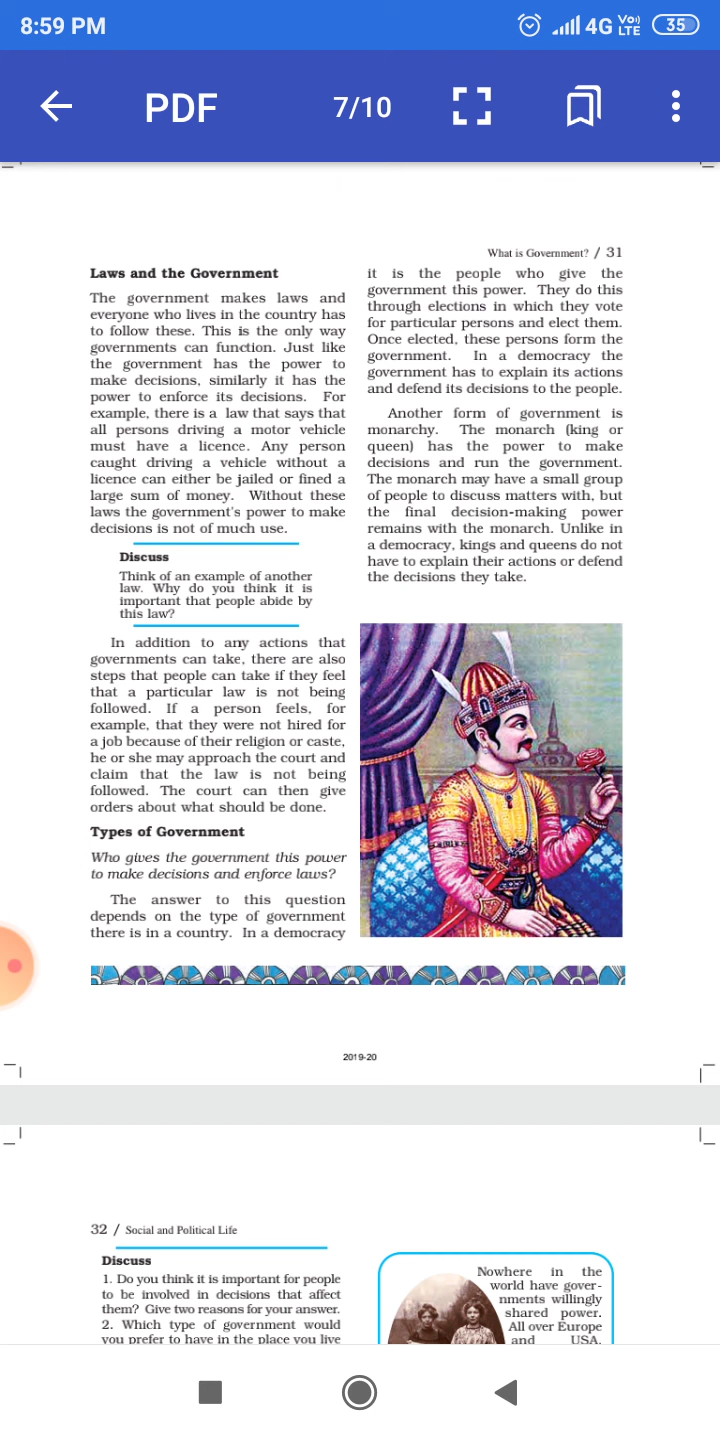 8:59 PM
4G Vo) LTE 35
PDF 7/10
What is Government? / 31
Laws and the Government
The government makes laws and
everyone who lives in the country has
to follow these. This is the only way
governments can function. Just like
the government has the power to
make decisions, similarly it has the
power to enforce its decisions. For
example, there is a law that says that
all persons driving a motor vehicle
must have a licence. Any person
caught driving a vehicle without a
licence can either be jailed or fined a
large sum of money. Without these
laws the government's power to make
decisions is not of much use.
Discuss
Think of an example of another
law. Why do you think it is
important that people abide by
this law?
In addition to any actions that
governments can take, there are also
steps that people can take if they feel
that a particular law is not being
followed. If a person feels, for
example, that they were not hired for
a job because of their religion or caste,
he or she may approach the court and
claim that the law is not being
followed. The court can then give
orders about what should be done.
Types of Government
Who gives the government this power
to make decisions and enforce laws?
The answer to this question
depends on the type of government
there is in a country. In a democracy
it is the people who give the
government this power. They do this
through elections in which they vote
for particular persons and elect them.
Once elected, these persons form the
government. In a democracy the
government has to explain its actions
and defend its decisions to the people.
Another form of government is
monarchy. The monarch (king or
queen) has the power to make
decisions and run the government.
The monarch may have a small group
of people to discuss matters with, but
the final decision-making power
remains with the monarch. Unlike in
a democracy, kings and queens do not
have to explain their actions or defend
the decisions they take.
2019-20
32 / Social and Political Life
Discuss
1. Do you think it is important for people
to be involved in decisions that affect
them? Give two reasons for your answer.
2. Which type of government would
you prefer to have in the place you live
Nowhere in the
world have gover-
nments willingly
shared power.
All over Europe
and USA,